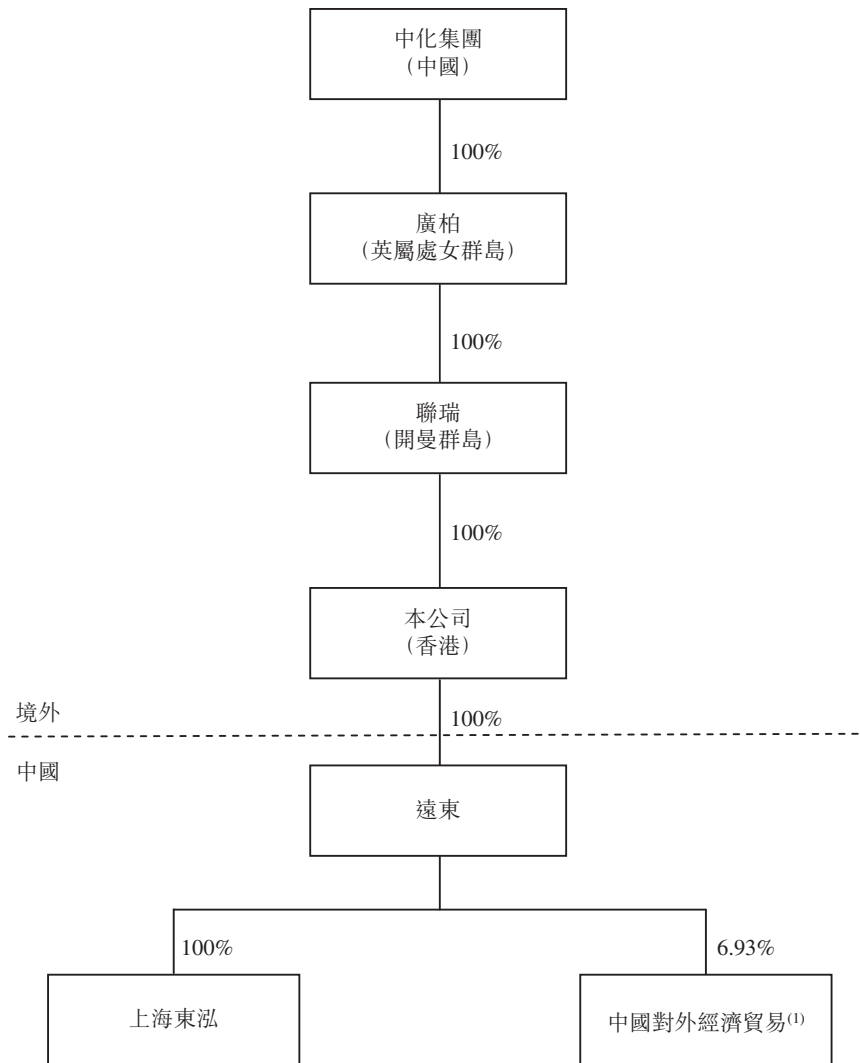 中化集團
（中國）
100%
廣柏
（英屬處女群島）
100%
聯瑞
（開曼群島）
100%
本公司
（香港）
境外
100%
中國
遠東
100%
6.93%
上海東泓
中國對外經濟貿易(1)